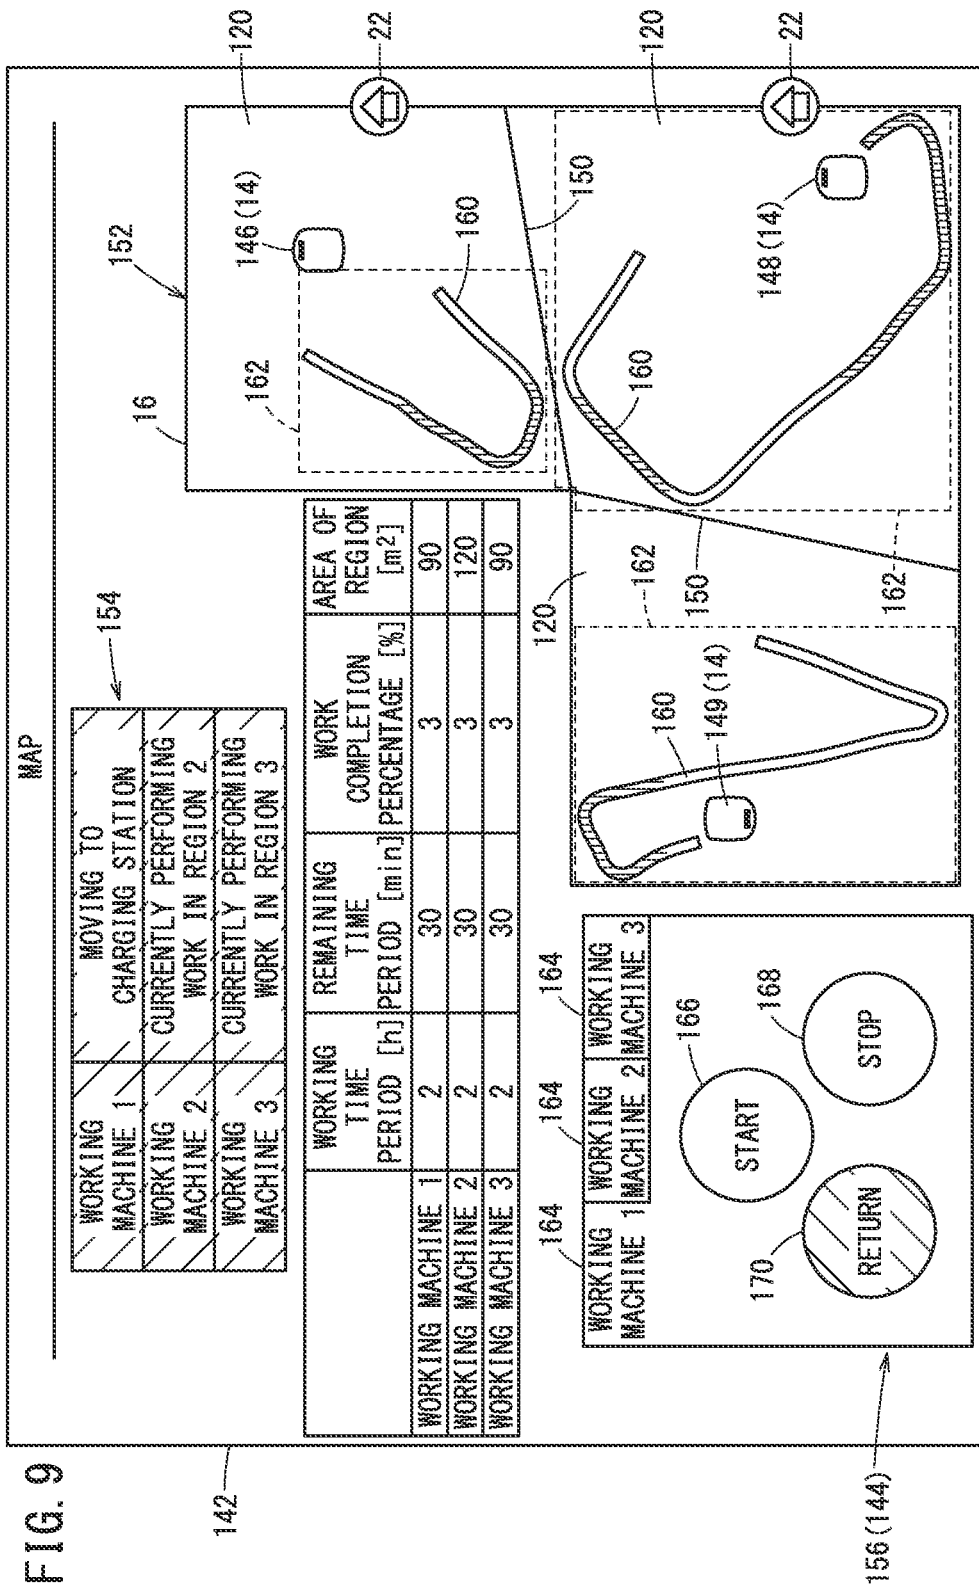 FIG. 9
142
MAP
154
WORKING
MACHINE 1
MOVING TO
CHARGING STATION
WORKING
MACHINE 2
CURRENTLY PERFORMING
WORK IN REGION 2
WORKING
MACHINE 3
CURRENTLY PERFORMING
WORK IN REGION 3
WORKING
TIME
PERIOD [h]
REMAINING
TIME
PERIOD [min]
WORK
COMPLETION
PERCENTAGE [%]
AREA OF
REGION
[m2]
WORKING MACHINE 1 2 30 3 90
WORKING MACHINE 2 2 30 3 120
WORKING MACHINE 3 2 30 3 90
16
152
120
22
146(14)
162
160
150
120
22
160
148(14)
120
162
150
162
160
149(14)
164
164
164
WORKING
MACHINE 1
WORKING
MACHINE 2
WORKING
MACHINE 3
166
START
168
STOP
170
RETURN
156(144)